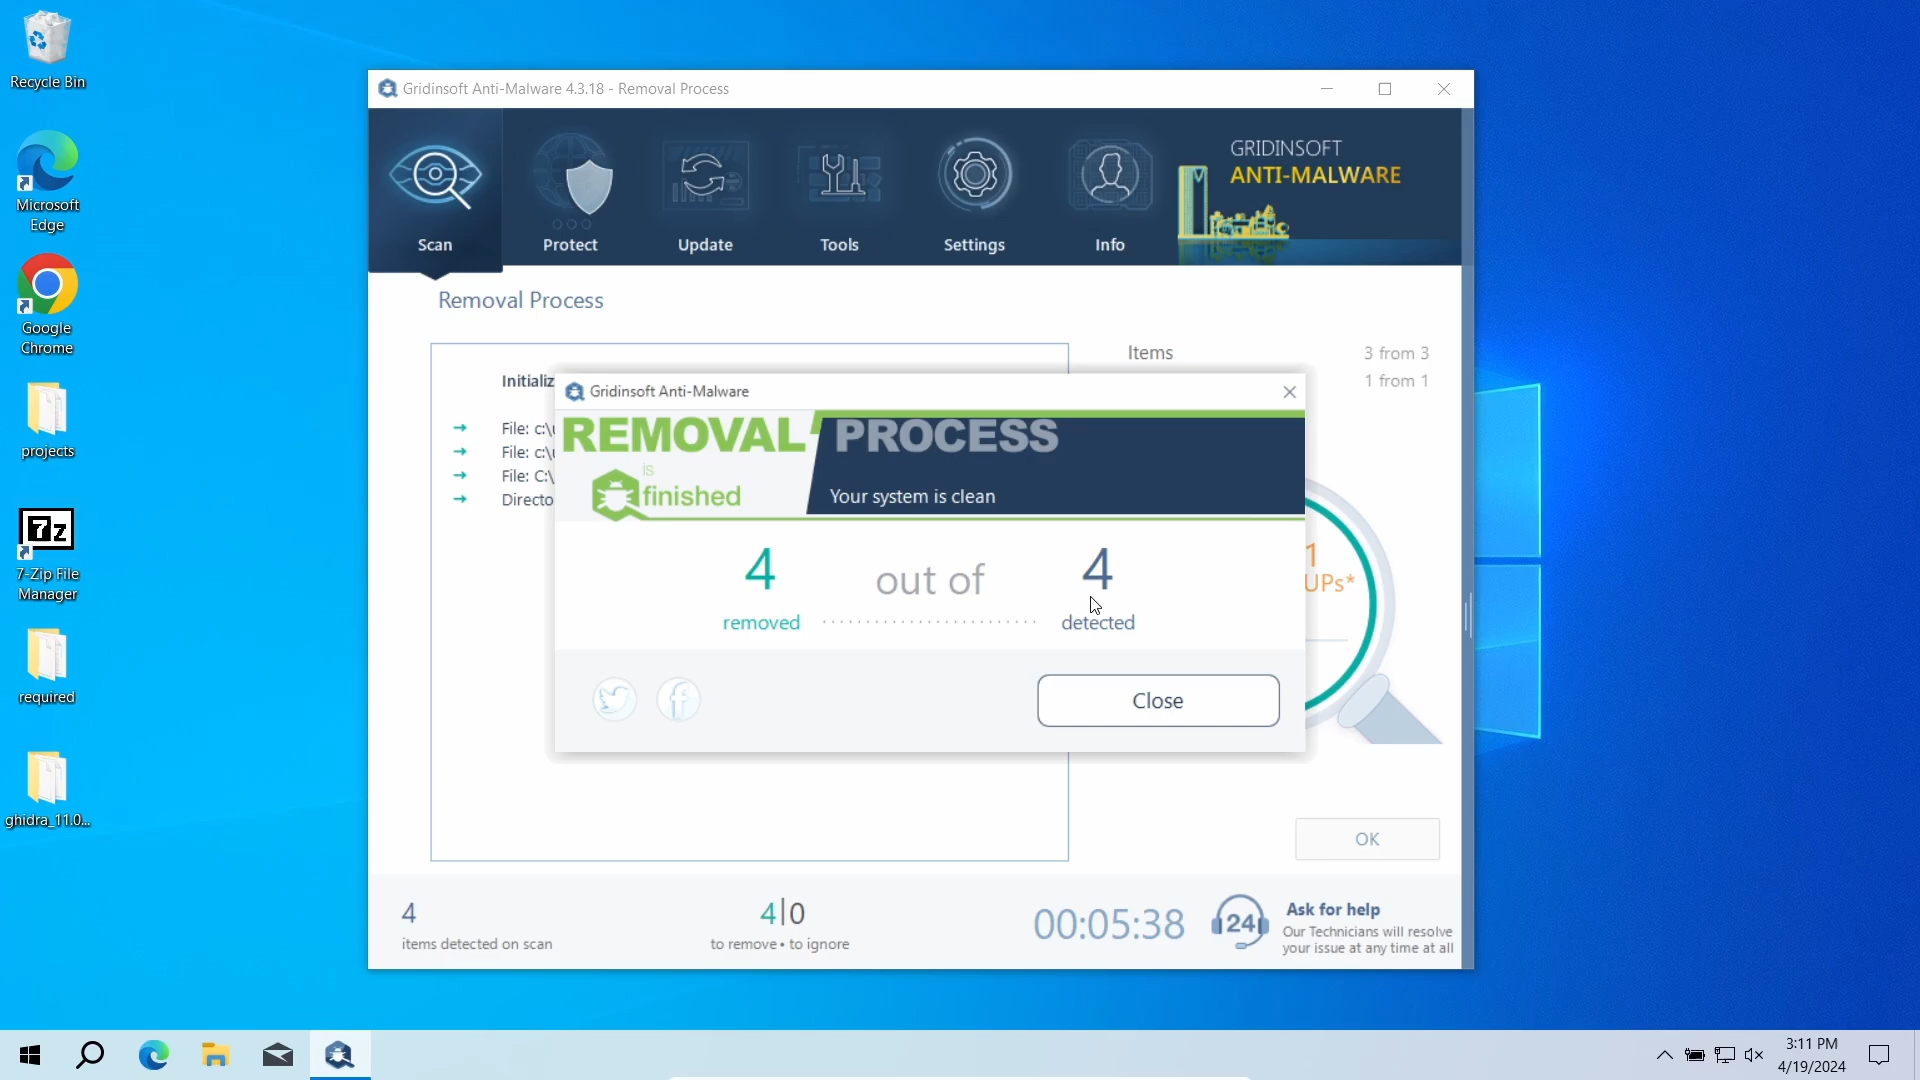 Recycle Bin
Microsoft
Edge
Google
Chrome
projects
7z
7-Zip File
Manager
required
ghidra_11.0...
Gridinsoft Anti-Malware 4.3.18 - Removal Process
Scan
Protect
Update
Tools
Settings
Info
GRIDINSOFT
ANTI-MALWARE
Removal Process
Items
3 from 3
1 from 1
Initializ
File: c:\u
File: c:\u
File: C:\
Directo
Gridinsoft Anti-Malware
REMOVAL PROCESS
is
finished
Your system is clean
4 out of 4
removed
detected
Close
1
UPs*
OK
4
items detected on scan
4|0
to remove • to ignore
00:05:38
24
Ask for help
Our Technicians will resolve
your issue at any time at all
3:11 PM
4/19/2024